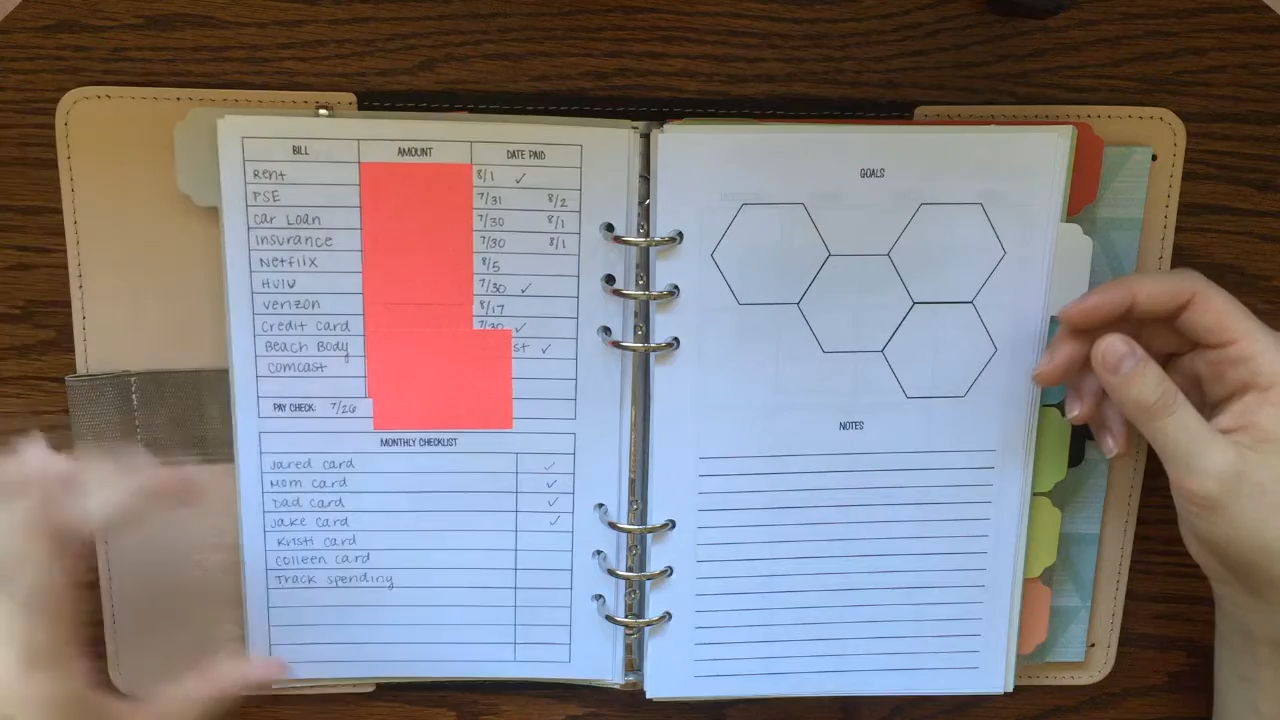 BILL AMOUNT DATE PAID
Rent 8/1 ✓
PSE 7/31 8/2
Car Loan 7/30 8/1
Insurance 7/30 8/1
Netflix 8/5
Hulu 7/30 ✓
Verizon 8/17
Credit Card 7/30 ✓
Beach Body st ✓
Comcast
PAY CHECK: 7/26
MONTHLY CHECKLIST
Jared card ✓
Mom card ✓
Dad card ✓
Jake card ✓
Kristi card
Colleen card
Track spending
GOALS
NOTES